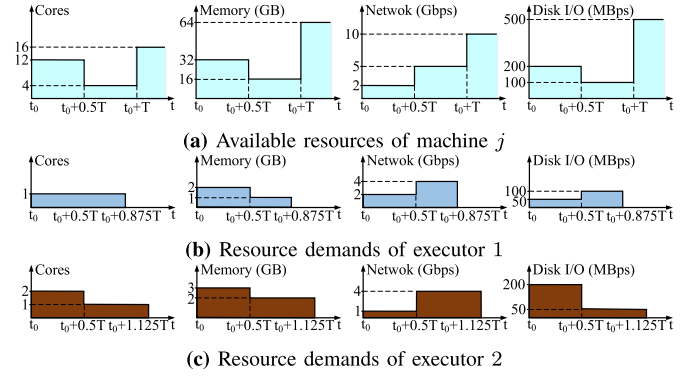 Cores Memory (GB) Netwok (Gbps) Disk I/O (MBps)
16 12 4 64 32 16 10 5 2 500 200 100
t₀ t₀+0.5T t₀+T t t₀ t₀+0.5T t₀+T t t₀ t₀+0.5T t₀+T t t₀ t₀+0.5T t₀+T t
(a) Available resources of machine j
Cores Memory (GB) Netwok (Gbps) Disk I/O (MBps)
1 2 1 4 2 100 50
t₀ t₀+0.5T t₀+0.875T t t₀ t₀+0.5T t₀+0.875T t t₀ t₀+0.5T t₀+0.875T t t₀ t₀+0.5T t₀+0.875T t
(b) Resource demands of executor 1
Cores Memory (GB) Netwok (Gbps) Disk I/O (MBps)
2 1 3 2 4 1 200 50
t₀ t₀+0.5T t₀+1.125T t t₀ t₀+0.5T t₀+1.125T t t₀ t₀+0.5T t₀+1.125T t t₀ t₀+0.5T t₀+1.125T t
(c) Resource demands of executor 2